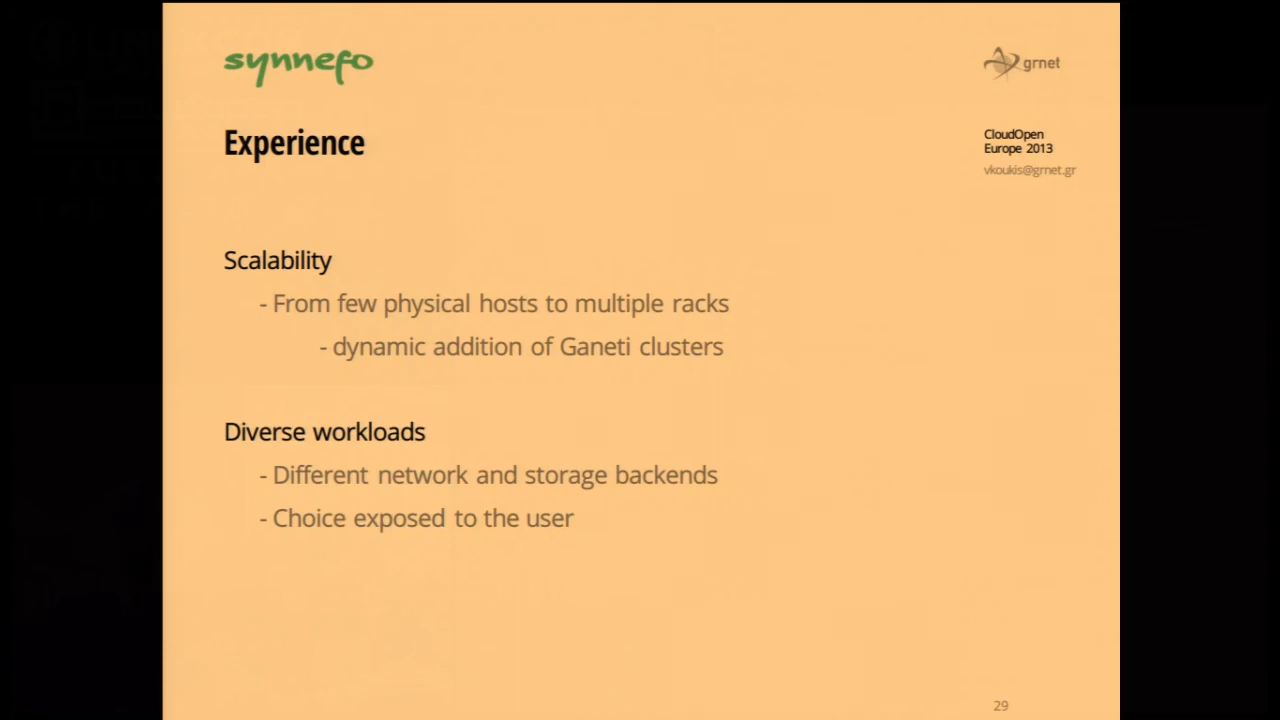 synnefo
grnet
Experience
CloudOpen
Europe 2013
vkoukis@grnet.gr
Scalability
- From few physical hosts to multiple racks
- dynamic addition of Ganeti clusters
Diverse workloads
- Different network and storage backends
- Choice exposed to the user
29